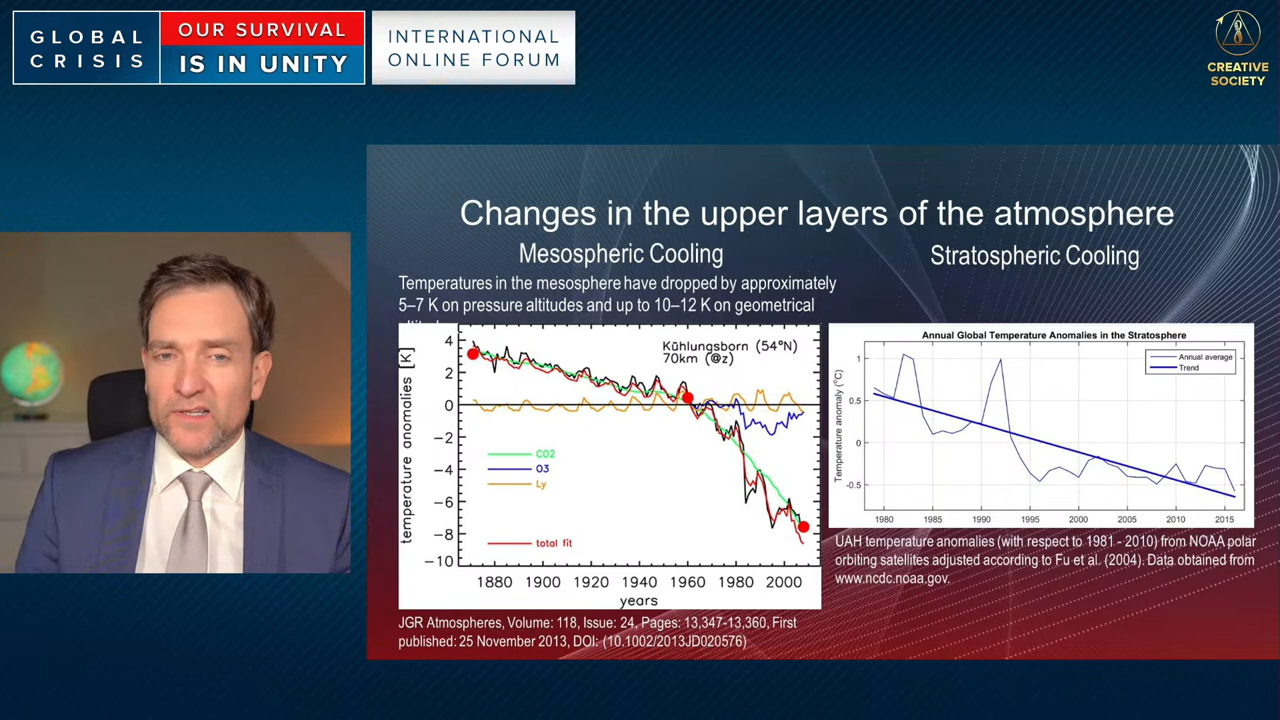 GLOBAL
CRISIS
OUR SURVIVAL
IS IN UNITY
INTERNATIONAL
ONLINE FORUM
CREATIVE
SOCIETY
Changes in the upper layers of the atmosphere
Mesospheric Cooling
Temperatures in the mesosphere have dropped by approximately
5–7 K on pressure altitudes and up to 10–12 K on geometrical
Kühlungsborn (54°N)
70km (@z)
temperature anomalies [K]
4
2
0
−2
−4
−6
−8
−10
CO2
O3
Ly
total fit
1880 1900 1920 1940 1960 1980 2000
years
JGR Atmospheres, Volume: 118, Issue: 24, Pages: 13,347-13,360, First
published: 25 November 2013, DOI: (10.1002/2013JD020576)
Stratospheric Cooling
Annual Global Temperature Anomalies in the Stratosphere
Annual average
Trend
Temperature anomaly (°C)
1
0.5
0
-0.5
1980 1985 1990 1995 2000 2005 2010 2015
UAH temperature anomalies (with respect to 1981 - 2010) from NOAA polar
orbiting satellites adjusted according to Fu et al. (2004). Data obtained from
www.ncdc.noaa.gov.